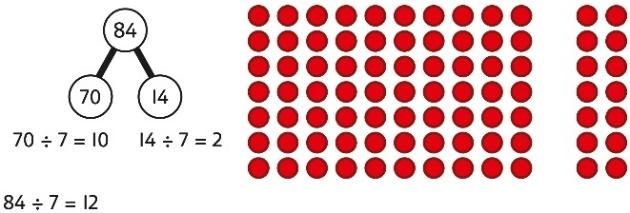 84
70 14
70 ÷ 7 = 10 14 ÷ 7 = 2
84 ÷ 7 = 12